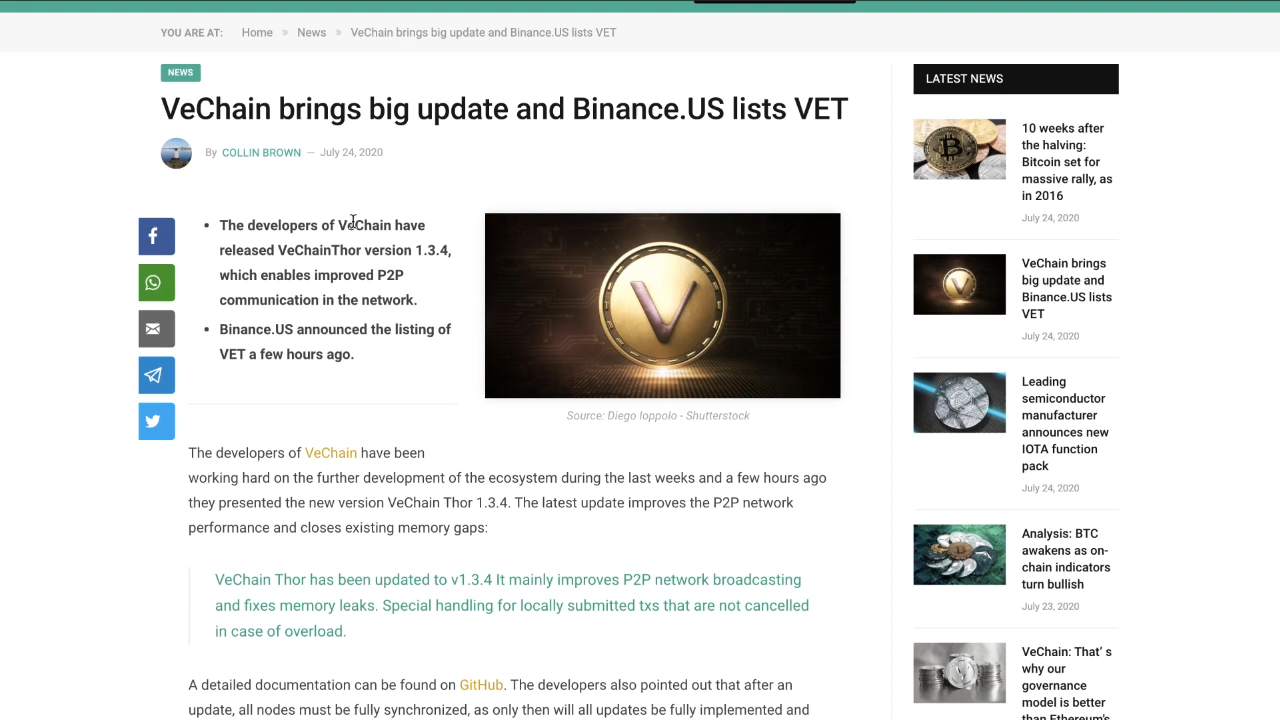 YOU ARE AT: Home » News » VeChain brings big update and Binance.US lists VET
NEWS
VeChain brings big update and Binance.US lists VET
By COLLIN BROWN — July 24, 2020
• The developers of VeChain have
released VeChainThor version 1.3.4,
which enables improved P2P
communication in the network.
• Binance.US announced the listing of
VET a few hours ago.
Source: Diego Ioppolo - Shutterstock
The developers of VeChain have been
working hard on the further development of the ecosystem during the last weeks and a few hours ago
they presented the new version VeChain Thor 1.3.4. The latest update improves the P2P network
performance and closes existing memory gaps:
VeChain Thor has been updated to v1.3.4 It mainly improves P2P network broadcasting
and fixes memory leaks. Special handling for locally submitted txs that are not cancelled
in case of overload.
A detailed documentation can be found on GitHub. The developers also pointed out that after an
update, all nodes must be fully synchronized, as only then will all updates be fully implemented and
LATEST NEWS
10 weeks after
the halving:
Bitcoin set for
massive rally, as
in 2016
July 24, 2020
VeChain brings
big update and
Binance.US lists
VET
July 24, 2020
Leading
semiconductor
manufacturer
announces new
IOTA function
pack
July 24, 2020
Analysis: BTC
awakens as on-
chain indicators
turn bullish
July 23, 2020
VeChain: That’ s
why our
governance
model is better
than Ethereum’s